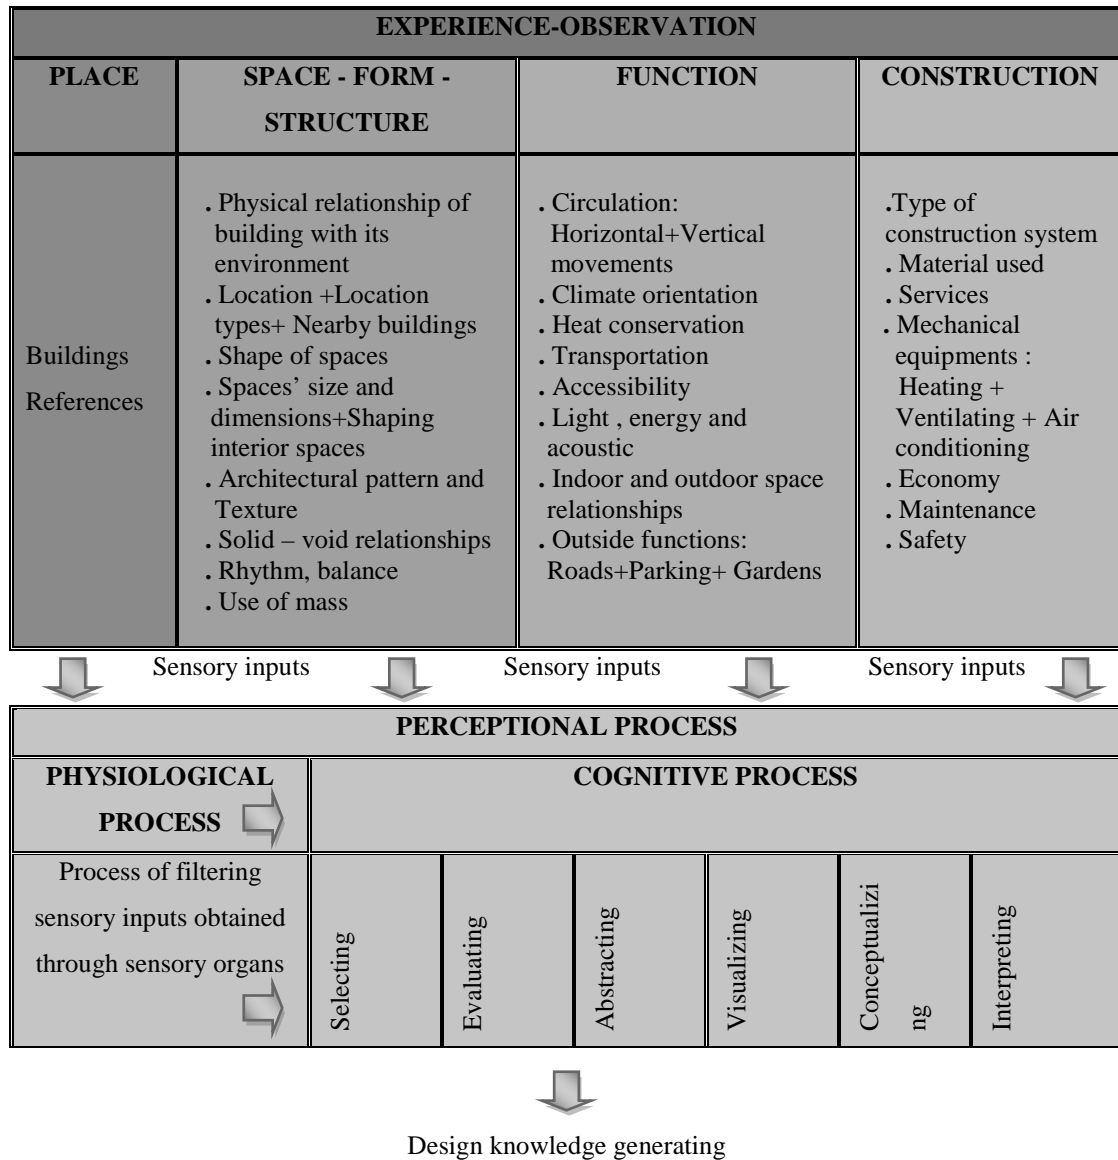 EXPERIENCE-OBSERVATION
PLACE
SPACE - FORM -
STRUCTURE
FUNCTION
CONSTRUCTION
Buildings
References
. Physical relationship of
building with its
environment
. Location +Location
types+ Nearby buildings
. Shape of spaces
. Spaces’ size and
dimensions+Shaping
interior spaces
. Architectural pattern and
Texture
. Solid – void relationships
. Rhythm, balance
. Use of mass
. Circulation:
Horizontal+Vertical
movements
. Climate orientation
. Heat conservation
. Transportation
. Accessibility
. Light , energy and
acoustic
. Indoor and outdoor space
relationships
. Outside functions:
Roads+Parking+ Gardens
.Type of
construction system
. Material used
. Services
. Mechanical
equipments :
Heating +
Ventilating + Air
conditioning
. Economy
. Maintenance
. Safety
Sensory inputs
Sensory inputs
Sensory inputs
PERCEPTIONAL PROCESS
PHYSIOLOGICAL
PROCESS
COGNITIVE PROCESS
Process of filtering
sensory inputs obtained
through sensory organs
Selecting
Evaluating
Abstracting
Visualizing
Conceptualizi
ng
Interpreting
Design knowledge generating